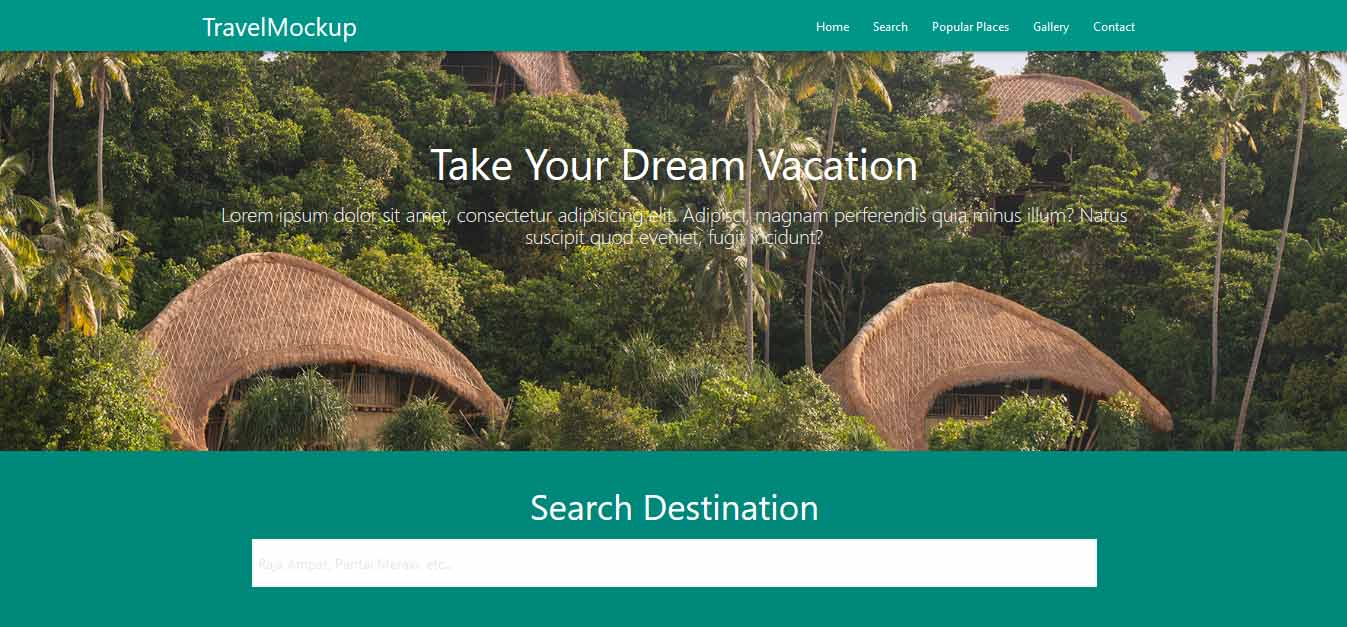 TravelMockup
Home Search Popular Places Gallery Contact
Take Your Dream Vacation
Lorem ipsum dolor sit amet, consectetur adipisicing elit. Adipisci, magnam perferendis quia minus illum? Natus
suscipit quod eveniet, fugit incidunt?
Search Destination
Raja Ampat, Pantai Merawi, etc..